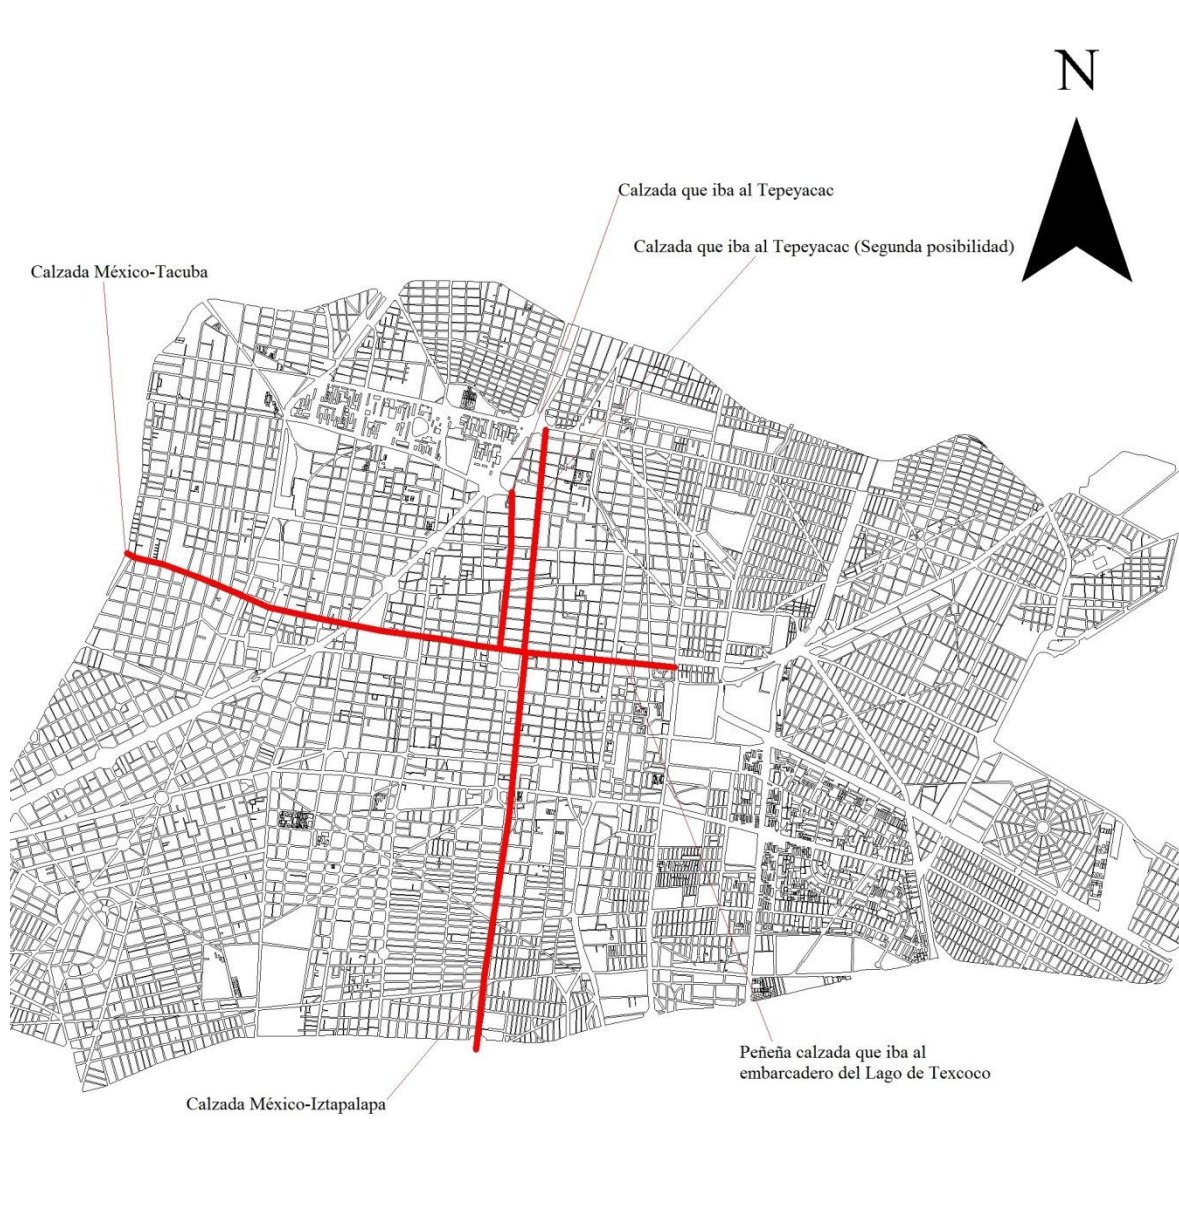 N
Calzada que iba al Tepeyacac
Calzada que iba al Tepeyacac (Segunda posibilidad)
Calzada México-Tacuba
Peñeña calzada que iba al
embarcadero del Lago de Texcoco
Calzada México-Iztapalapa